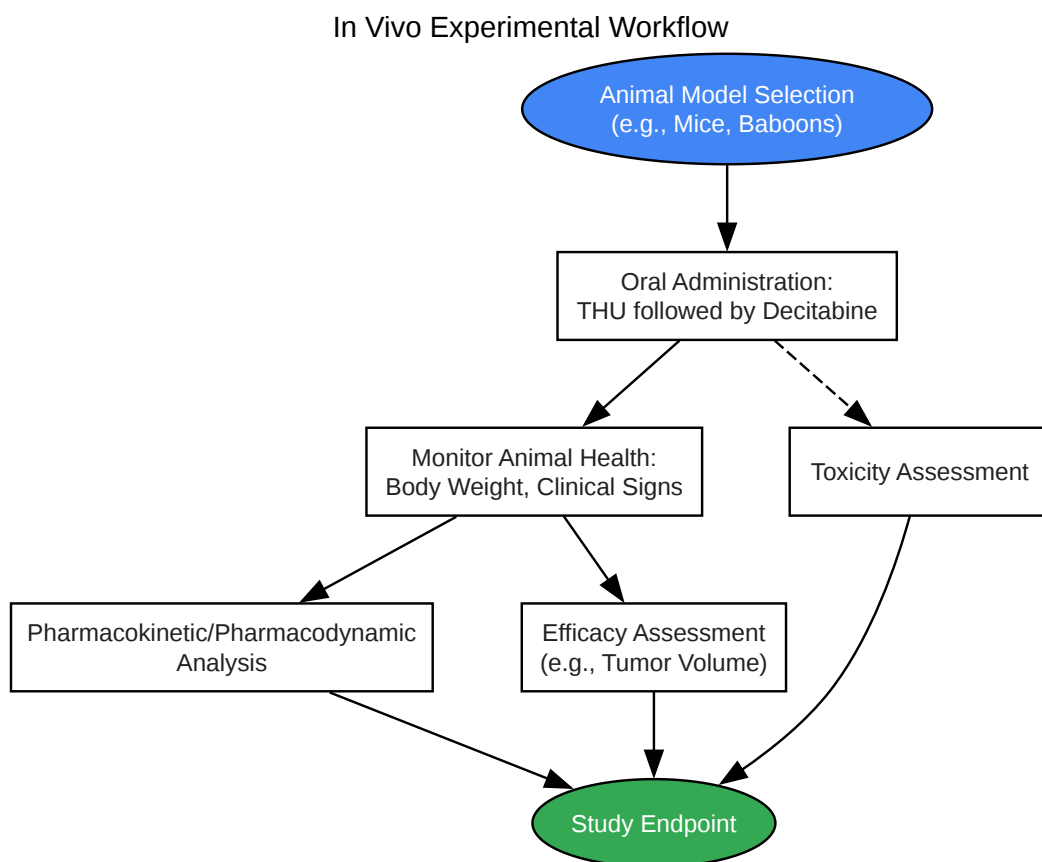 In Vivo Experimental Workflow
Animal Model Selection
(e.g., Mice, Baboons)
Oral Administration:
THU followed by Decitabine
Monitor Animal Health:
Body Weight, Clinical Signs
Toxicity Assessment
Pharmacokinetic/Pharmacodynamic
Analysis
Efficacy Assessment
(e.g., Tumor Volume)
Study Endpoint